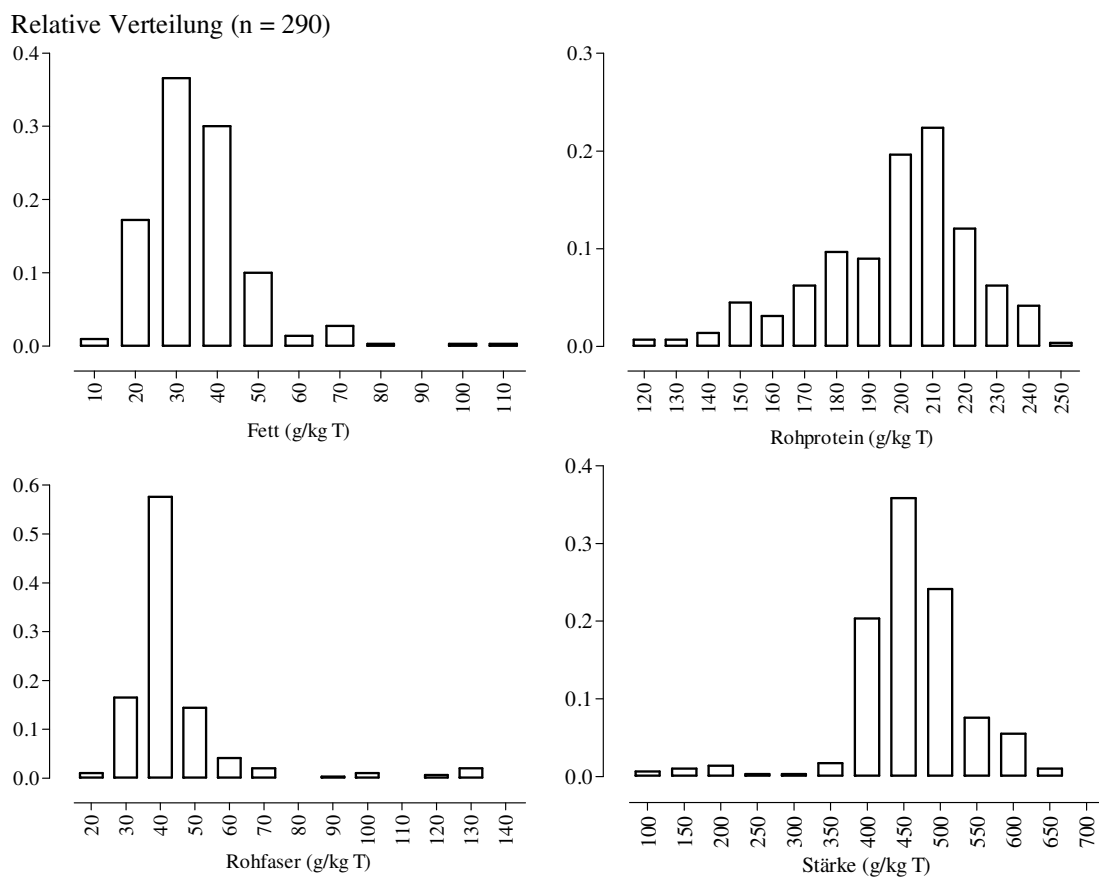 Relative Verteilung (n = 290)
0.4
0.3
0.2
0.1
0.0
10 20 30 40 50 60 70 80 90 100 110
Fett (g/kg T)
0.3
0.2
0.1
0.0
120 130 140 150 160 170 180 190 200 210 220 230 240 250
Rohprotein (g/kg T)
0.6
0.5
0.4
0.3
0.2
0.1
0.0
20 30 40 50 60 70 80 90 100 110 120 130 140
Rohfaser (g/kg T)
0.4
0.3
0.2
0.1
0.0
100 150 200 250 300 350 400 450 500 550 600 650 700
Stärke (g/kg T)